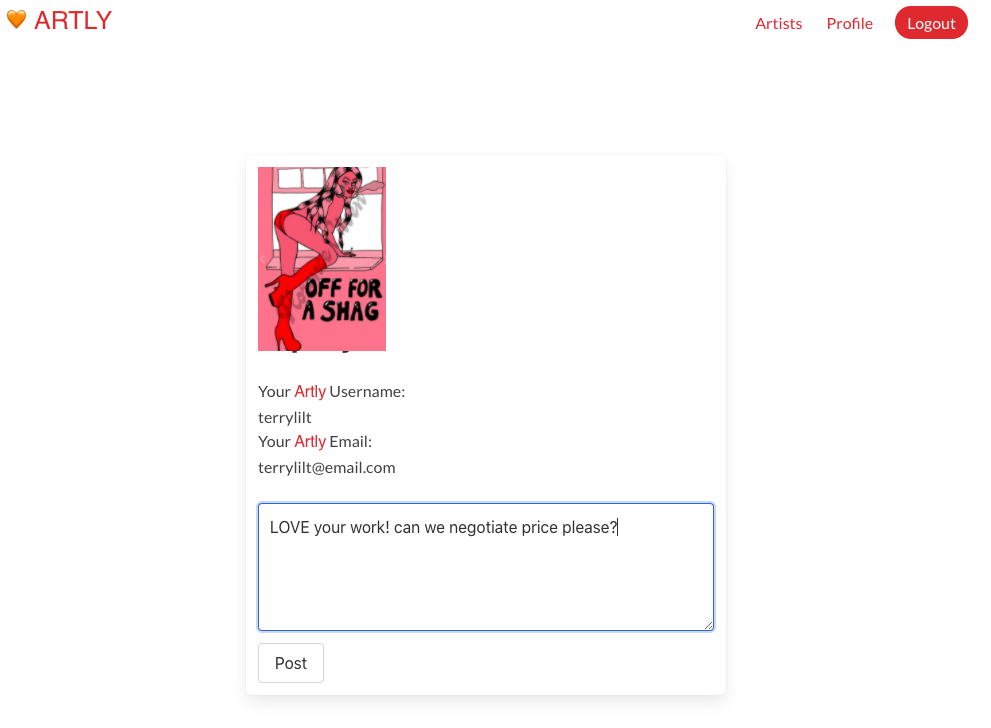 🧡 ARTLY
Artists
Profile
Logout
OFF FOR
A SHAG
Your Artly Username:
terrylilt
Your Artly Email:
terrylilt@email.com
LOVE your work! can we negotiate price please?
Post